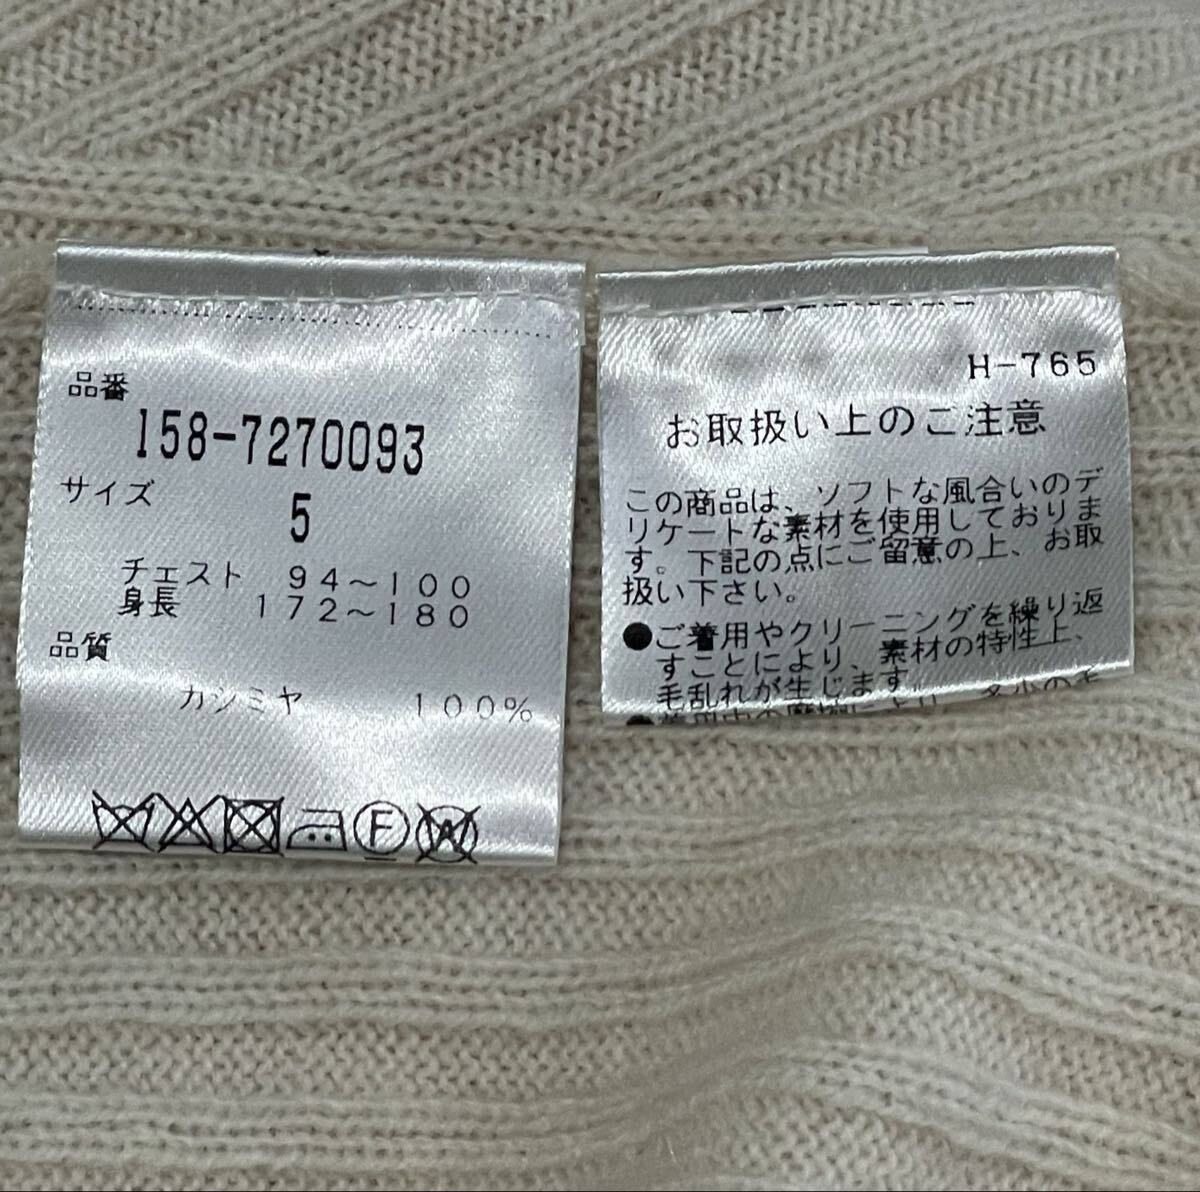 品番
158-7270093
サイズ
5
チェスト 94～100
身長 172～180
品質
カシミヤ 100%
F
W
H-765
お取扱い上のご注意
この商品は、ソフトな風合いのデ
リケートな素材を使用しておりま
す。下記の点にご留意の上、お取
扱い下さい。
●ご着用やクリーニングを繰り返
すことにより、素材の特性上、
毛乱れが生じます。